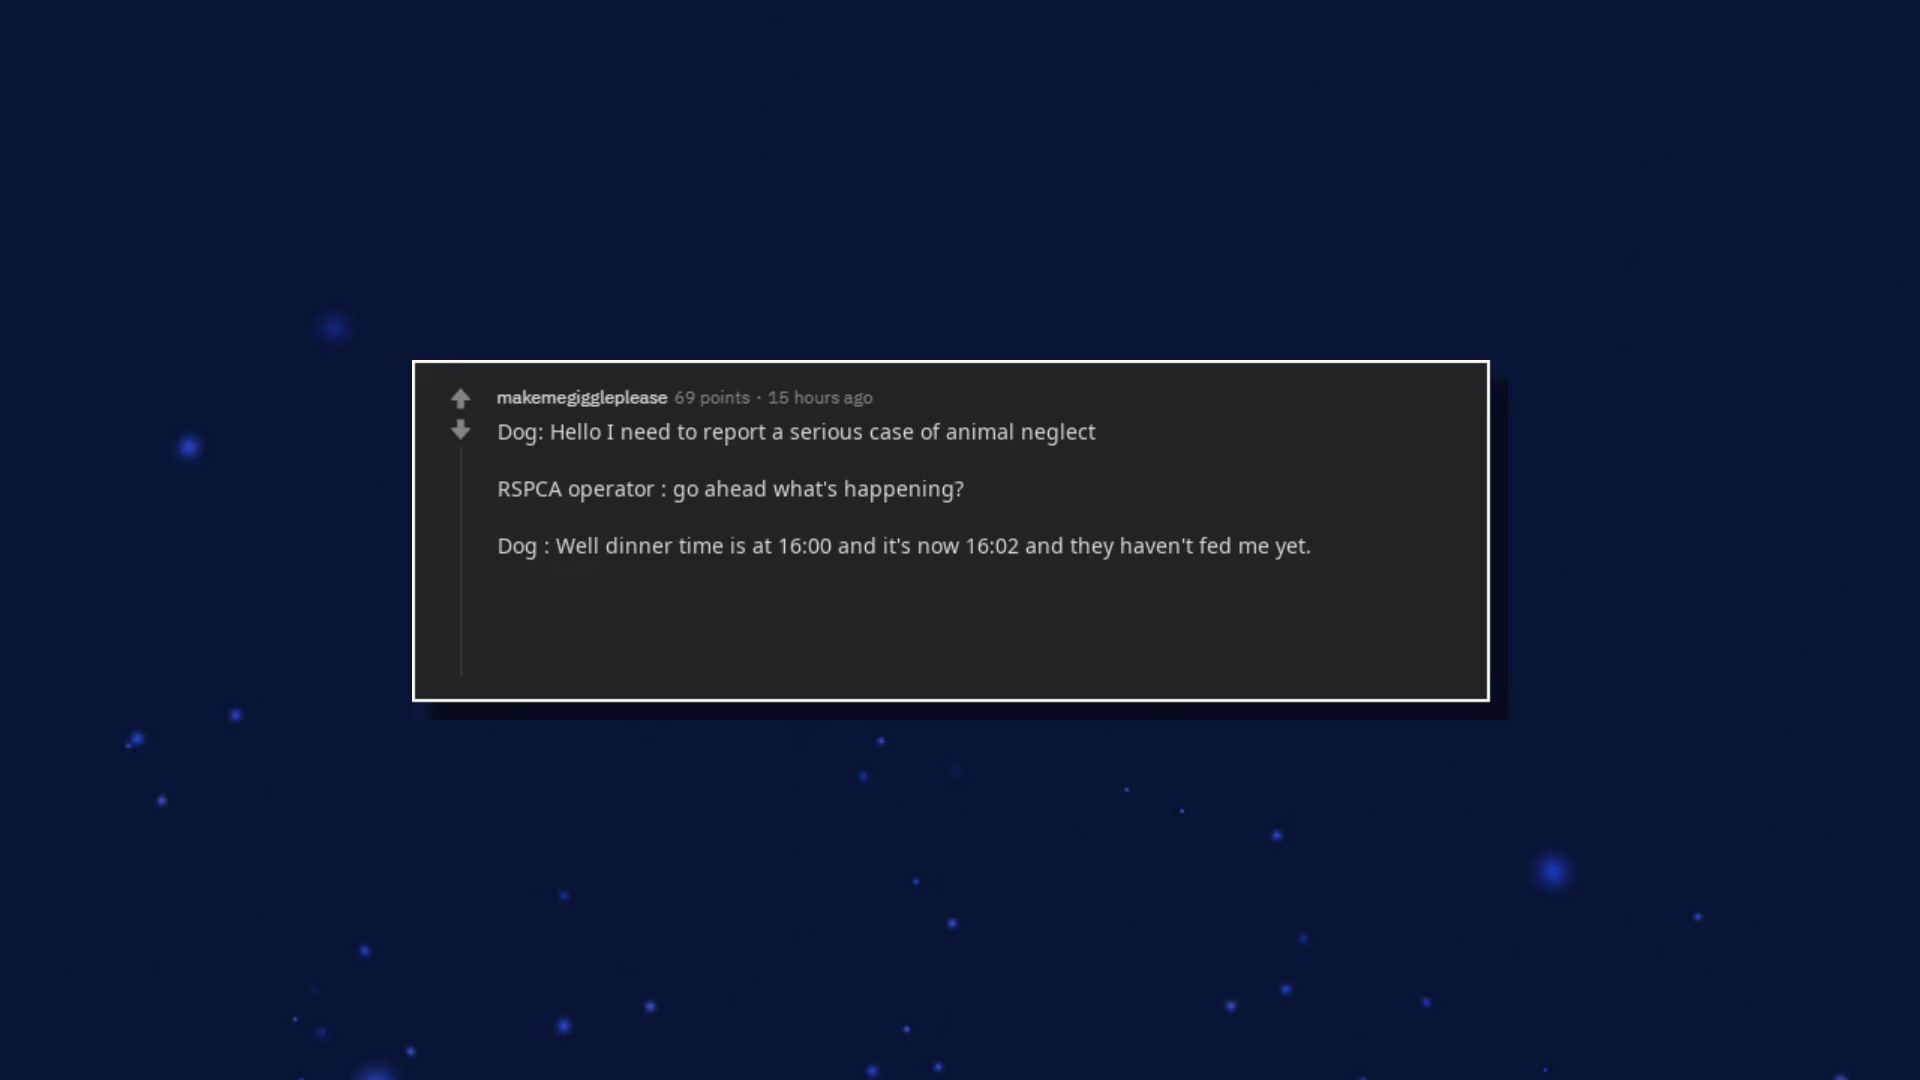 makemegiggleplease 69 points · 15 hours ago
Dog: Hello I need to report a serious case of animal neglect
RSPCA operator : go ahead what's happening?
Dog : Well dinner time is at 16:00 and it's now 16:02 and they haven't fed me yet.